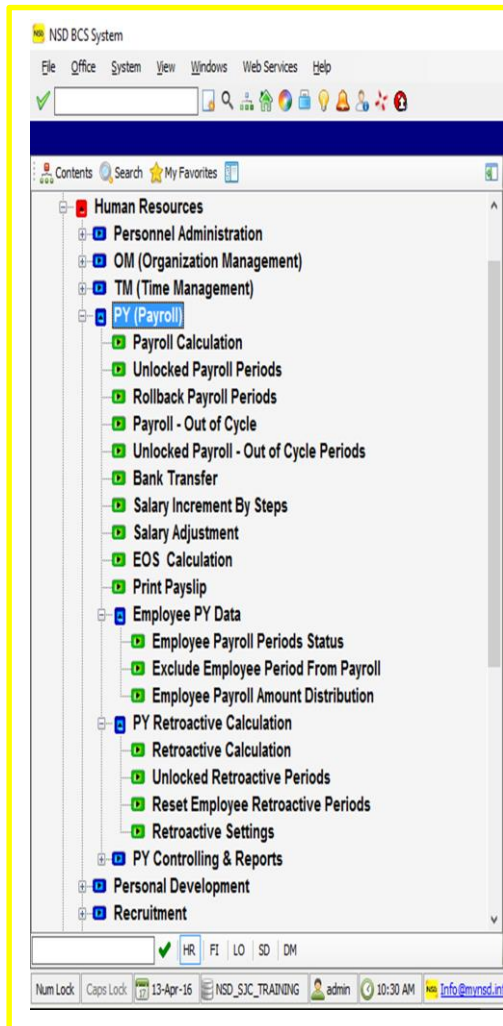 NSD BCS System
File Office System View Windows Web Services Help
Contents Search My Favorites
Human Resources
Personnel Administration
OM (Organization Management)
TM (Time Management)
PY (Payroll)
Payroll Calculation
Unlocked Payroll Periods
Rollback Payroll Periods
Payroll - Out of Cycle
Unlocked Payroll - Out of Cycle Periods
Bank Transfer
Salary Increment By Steps
Salary Adjustment
EOS Calculation
Print Payslip
Employee PY Data
Employee Payroll Periods Status
Exclude Employee Period From Payroll
Employee Payroll Amount Distribution
PY Retroactive Calculation
Retroactive Calculation
Unlocked Retroactive Periods
Reset Employee Retroactive Periods
Retroactive Settings
PY Controlling & Reports
Personal Development
Recruitment
HR FI LO SD DM
Num Lock Caps Lock 13-Apr-16 NSD_SJC_TRAINING admin 10:30 AM Info@mynsd.inf